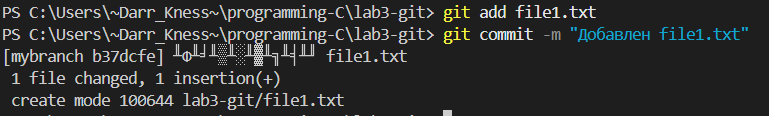 PS C:\Users\~Darr_Kness~\programming-C\lab3-git> git add file1.txt
PS C:\Users\~Darr_Kness~\programming-C\lab3-git> git commit -m "Добавлен file1.txt"
[mybranch b37dcfe] file1.txt
1 file changed, 1 insertion(+)
create mode 100644 lab3-git/file1.txt